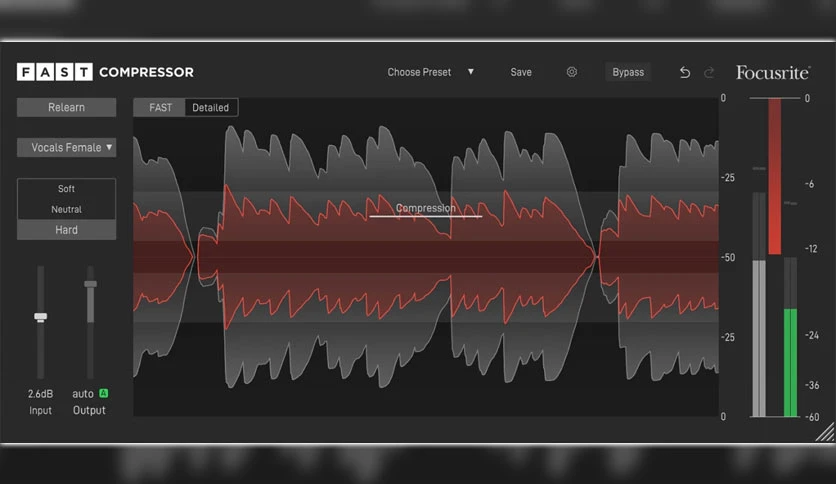 FAST COMPRESSOR
Choose Preset ▼
Save
Bypass
Focusrite
Relearn
FAST
Detailed
Vocals Female ▼
Soft
Neutral
Hard
Compression
2.6dB
Input
auto A
Output
0
-25
-50
-25
0
0
-6
-12
-24
-36
-60